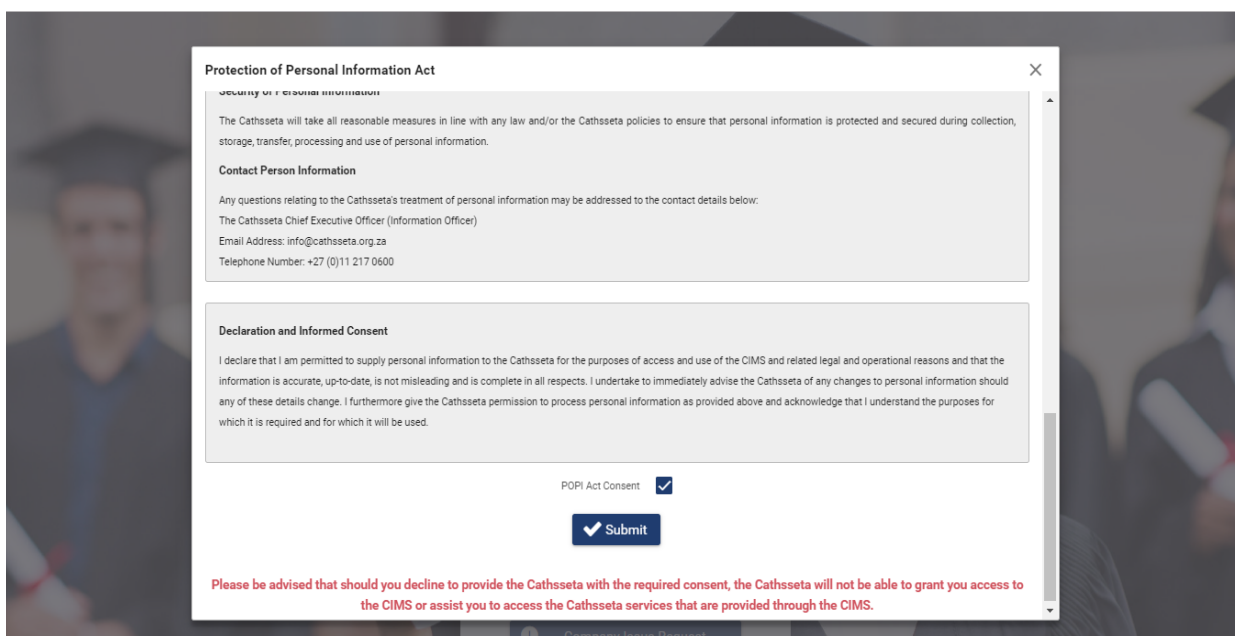 Protection of Personal Information Act
Security of Personal Information
The Cathsseta will take all reasonable measures in line with any law and/or the Cathsseta policies to ensure that personal information is protected and secured during collection,
storage, transfer, processing and use of personal information.
Contact Person Information
Any questions relating to the Cathsseta's treatment of personal information may be addressed to the contact details below:
The Cathsseta Chief Executive Officer (Information Officer)
Email Address: info@cathsseta.org.za
Telephone Number: +27 (0)11 217 0600
Declaration and Informed Consent
I declare that I am permitted to supply personal information to the Cathsseta for the purposes of access and use of the CIMS and related legal and operational reasons and that the
information is accurate, up-to-date, is not misleading and is complete in all respects. I undertake to immediately advise the Cathsseta of any changes to personal information should
any of these details change. I furthermore give the Cathsseta permission to process personal information as provided above and acknowledge that I understand the purposes for
which it is required and for which it will be used.
POPI Act Consent
Submit
Please be advised that should you decline to provide the Cathsseta with the required consent, the Cathsseta will not be able to grant you access to
the CIMS or assist you to access the Cathsseta services that are provided through the CIMS.
Company Issue Request